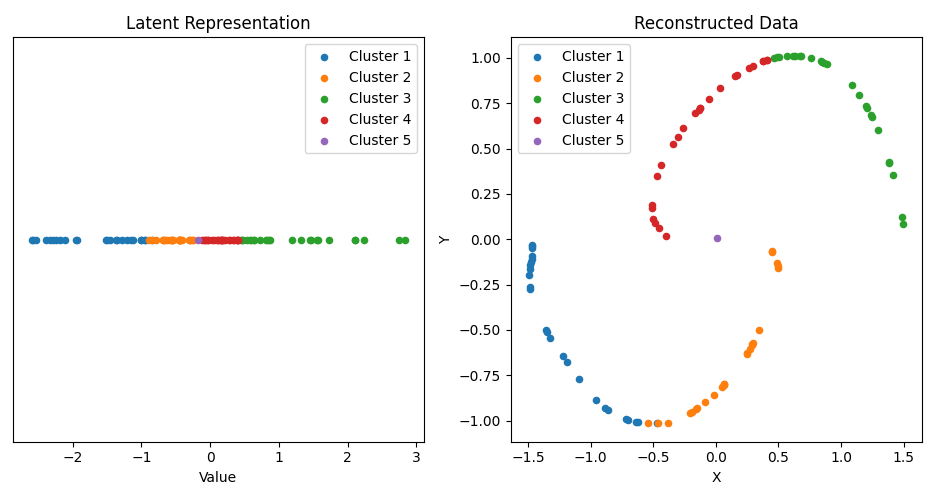 Latent Representation
Cluster 1
Cluster 2
Cluster 3
Cluster 4
Cluster 5
−2
−1
0
1
2
3
Value
Reconstructed Data
Cluster 1
Cluster 2
Cluster 3
Cluster 4
Cluster 5
Y
1.00
0.75
0.50
0.25
0.00
−0.25
−0.50
−0.75
−1.00
−1.5
−1.0
−0.5
0.0
0.5
1.0
1.5
X